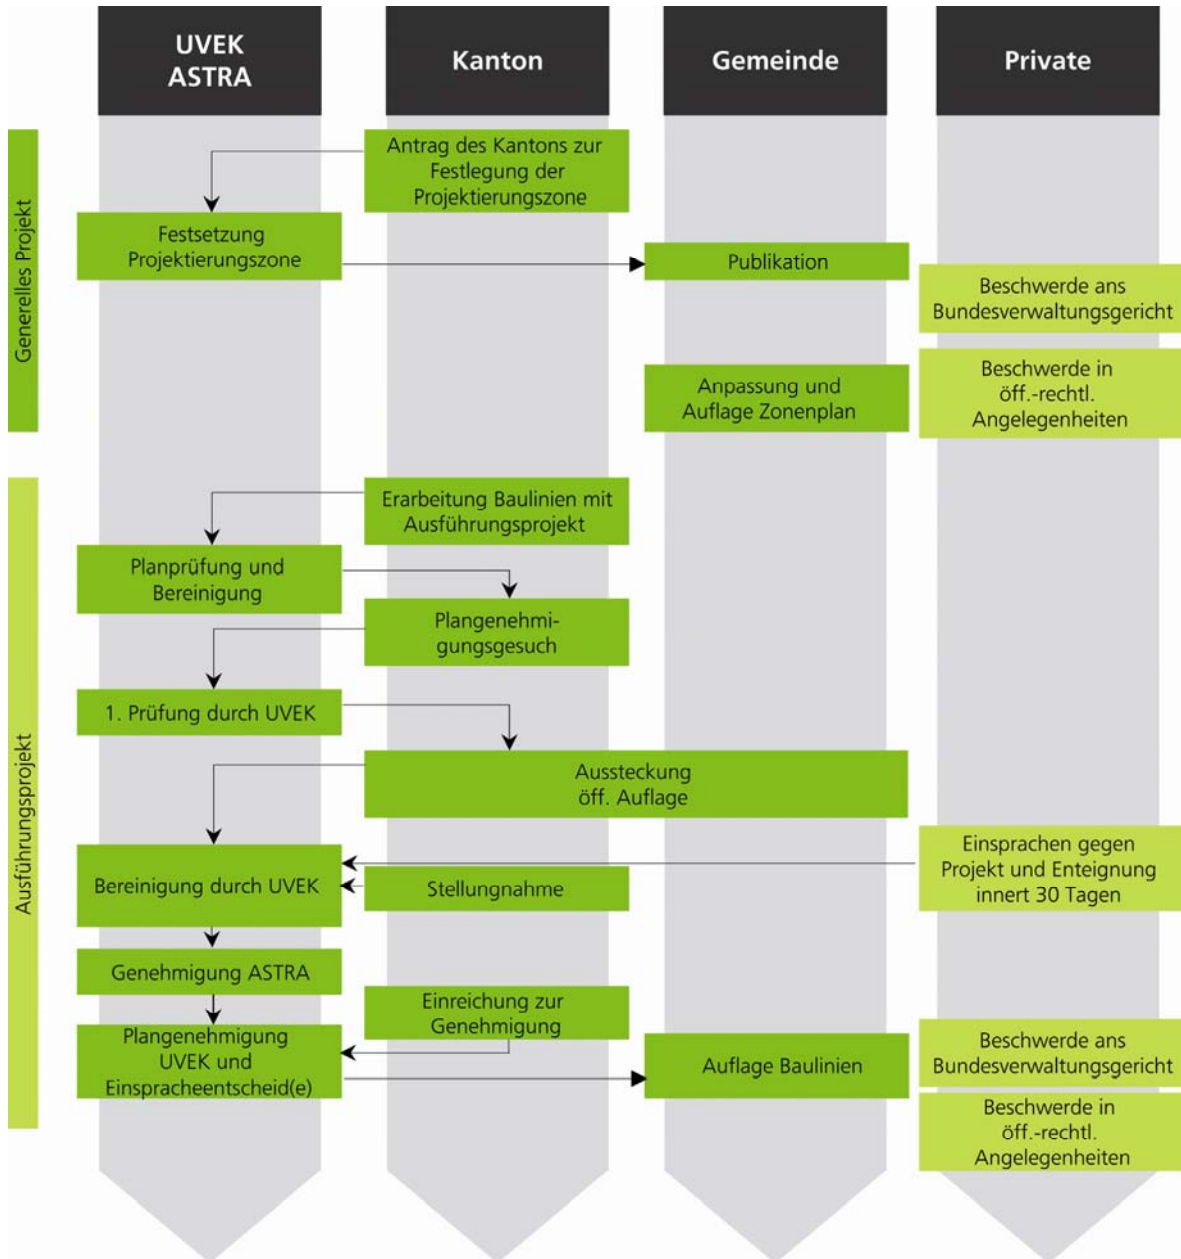 UVEK
ASTRA
Kanton
Gemeinde
Private
Generelles Projekt
Antrag des Kantons zur
Festlegung der
Projektierungszone
Festsetzung
Projektierungszone
Publikation
Beschwerde ans
Bundesverwaltungsgericht
Anpassung und
Auflage Zonenplan
Beschwerde in
öff.-rechtl.
Angelegenheiten
Ausführungsprojekt
Erarbeitung Baulinien mit
Ausführungsprojekt
Planprüfung und
Bereinigung
Plangenehmi-
gungsgesuch
1. Prüfung durch UVEK
Aussteckung
öff. Auflage
Einsprachen gegen
Projekt und Enteignung
innert 30 Tagen
Bereinigung durch UVEK
Stellungnahme
Genehmigung ASTRA
Einreichung zur
Genehmigung
Plangenehmigung
UVEK und
Einspracheentscheid(e)
Auflage Baulinien
Beschwerde ans
Bundesverwaltungsgericht
Beschwerde in
öff.-rechtl.
Angelegenheiten